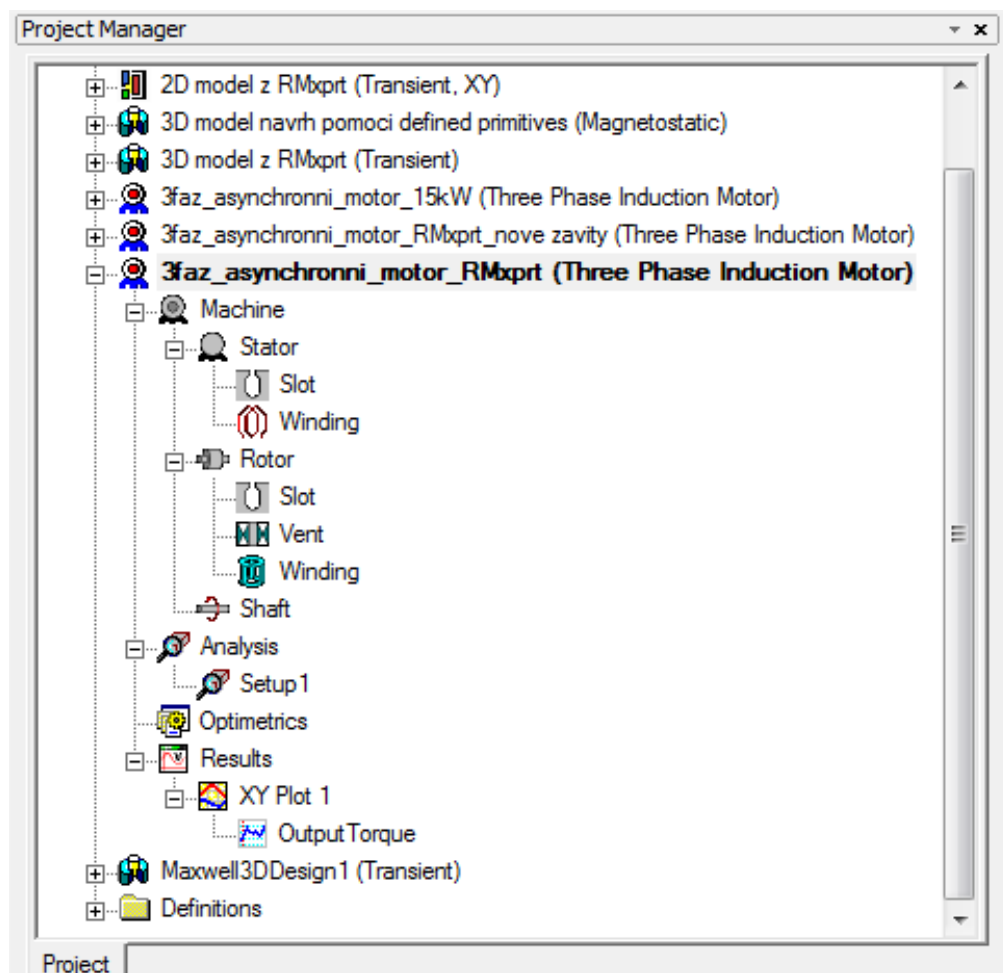 Project Manager
2D model z RMxprt (Transient, XY)
3D model navrh pomoci defined primitives (Magnetostatic)
3D model z RMxprt (Transient)
3faz_asynchronni_motor_15kW (Three Phase Induction Motor)
3faz_asynchronni_motor_RMxprt_nove zavity (Three Phase Induction Motor)
3faz_asynchronni_motor_RMxprt (Three Phase Induction Motor)
Machine
Stator
Slot
Winding
Rotor
Slot
Vent
Winding
Shaft
Analysis
Setup1
Optimetrics
Results
XY Plot 1
OutputTorque
Maxwell3DDesign1 (Transient)
Definitions
Project